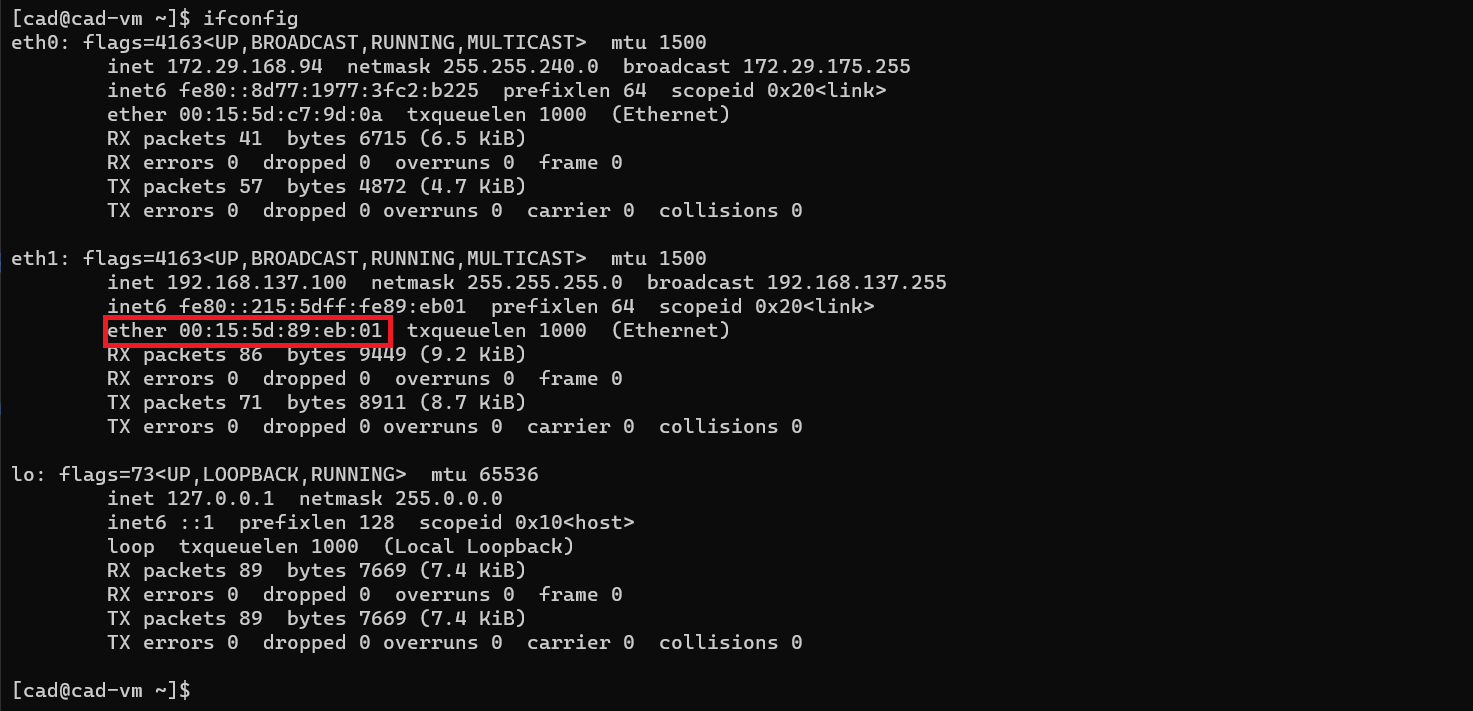 [cad@cad-vm ~]$ ifconfig
eth0: flags=4163<UP,BROADCAST,RUNNING,MULTICAST>  mtu 1500
        inet 172.29.168.94  netmask 255.255.240.0  broadcast 172.29.175.255
        inet6 fe80::8d77:1977:3fc2:b225  prefixlen 64  scopeid 0x20<link>
        ether 00:15:5d:c7:9d:0a  txqueuelen 1000  (Ethernet)
        RX packets 41  bytes 6715 (6.5 KiB)
        RX errors 0  dropped 0  overruns 0  frame 0
        TX packets 57  bytes 4872 (4.7 KiB)
        TX errors 0  dropped 0 overruns 0  carrier 0  collisions 0

eth1: flags=4163<UP,BROADCAST,RUNNING,MULTICAST>  mtu 1500
        inet 192.168.137.100  netmask 255.255.255.0  broadcast 192.168.137.255
        inet6 fe80::215:5dff:fe89:eb01  prefixlen 64  scopeid 0x20<link>
        ether 00:15:5d:89:eb:01  txqueuelen 1000  (Ethernet)
        RX packets 86  bytes 9449 (9.2 KiB)
        RX errors 0  dropped 0  overruns 0  frame 0
        TX packets 71  bytes 8911 (8.7 KiB)
        TX errors 0  dropped 0 overruns 0  carrier 0  collisions 0

lo: flags=73<UP,LOOPBACK,RUNNING>  mtu 65536
        inet 127.0.0.1  netmask 255.0.0.0
        inet6 ::1  prefixlen 128  scopeid 0x10<host>
        loop  txqueuelen 1000  (Local Loopback)
        RX packets 89  bytes 7669 (7.4 KiB)
        RX errors 0  dropped 0  overruns 0  frame 0
        TX packets 89  bytes 7669 (7.4 KiB)
        TX errors 0  dropped 0 overruns 0  carrier 0  collisions 0

[cad@cad-vm ~]$